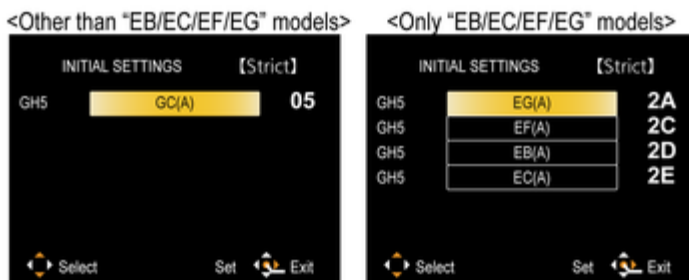 <Other than “EB/EC/EF/EG” models>
INITIAL SETTINGS 【Strict】
GH5 GC(A) 05
Select Set Exit
<Only “EB/EC/EF/EG” models>
INITIAL SETTINGS 【Strict】
GH5 EG(A) 2A
GH5 EF(A) 2C
GH5 EB(A) 2D
GH5 EC(A) 2E
Select Set Exit